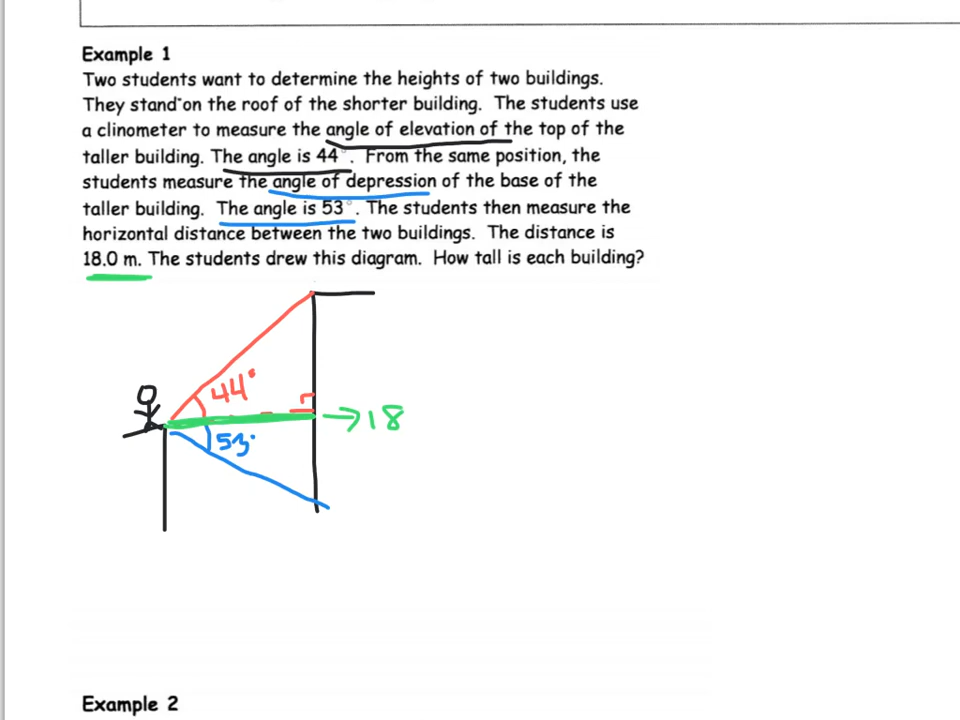 Example 1
Two students want to determine the heights of two buildings.
They stand on the roof of the shorter building. The students use
a clinometer to measure the angle of elevation of the top of the
taller building. The angle is 44°. From the same position, the
students measure the angle of depression of the base of the
taller building. The angle is 53°. The students then measure the
horizontal distance between the two buildings. The distance is
18.0 m. The students drew this diagram. How tall is each building?
44°
→18
53°
Example 2